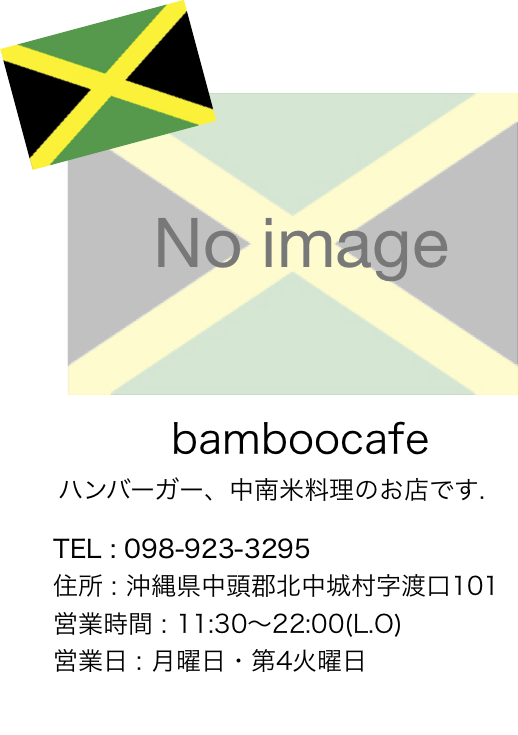 No image
bamboocafe
ハンバーガー、中南米料理のお店です.
TEL : 098-923-3295
住所 : 沖縄県中頭郡北中城村字渡口101
営業時間 : 11:30〜22:00(L.O)
営業日 : 月曜日・第4火曜日